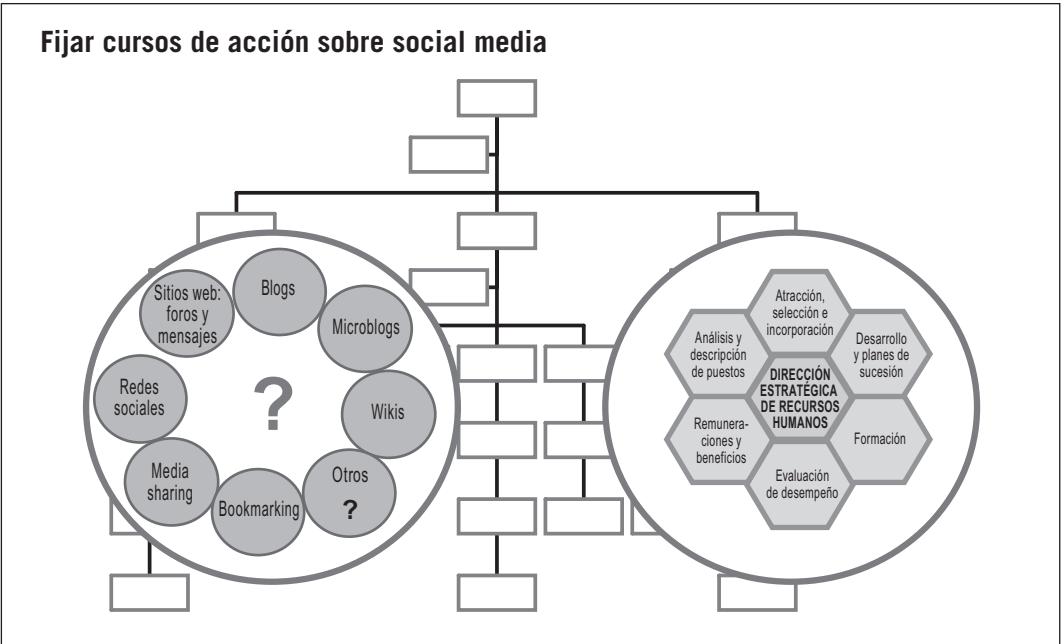 Fijar cursos de acción sobre social media
Sitios web:
foros y
mensajes
Blogs
Microblogs
Redes
sociales
?
Wikis
Media
sharing
Bookmarking
Otros
?
Atracción,
selección e
incorporación
Análisis y
descripción
de puestos
Desarrollo
y planes de
sucesión
DIRECCIÓN
ESTRATÉGICA
DE RECURSOS
HUMANOS
Remunera-
ciones y
beneficios
Formación
Evaluación
de desempeño